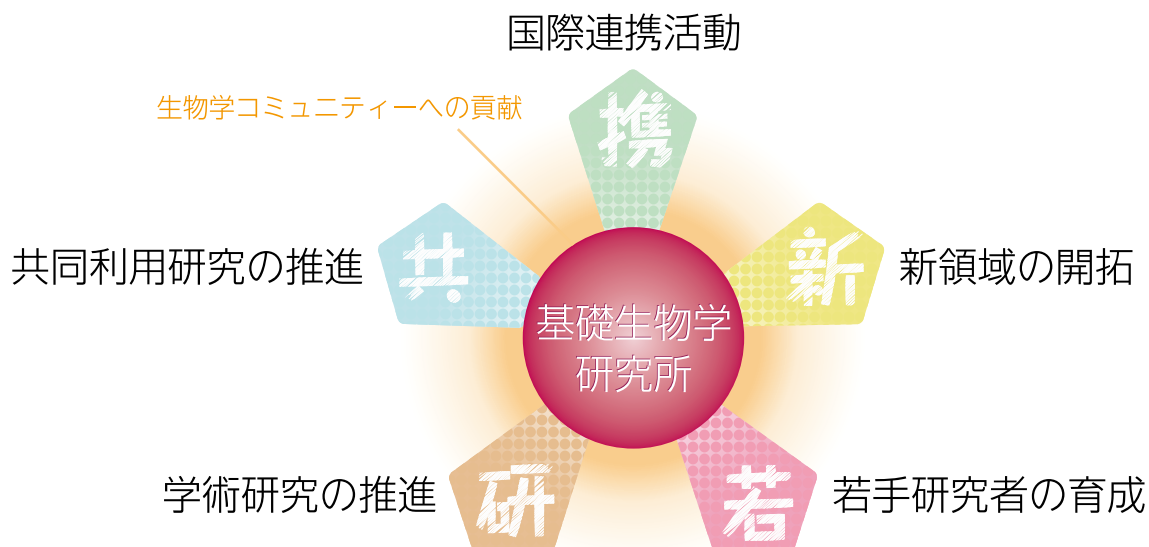 国際連携活動
生物学コミュニティーへの貢献
携
共
新
共同利用研究の推進
新領域の開拓
基礎生物学
研究所
学術研究の推進
研
若
若手研究者の育成